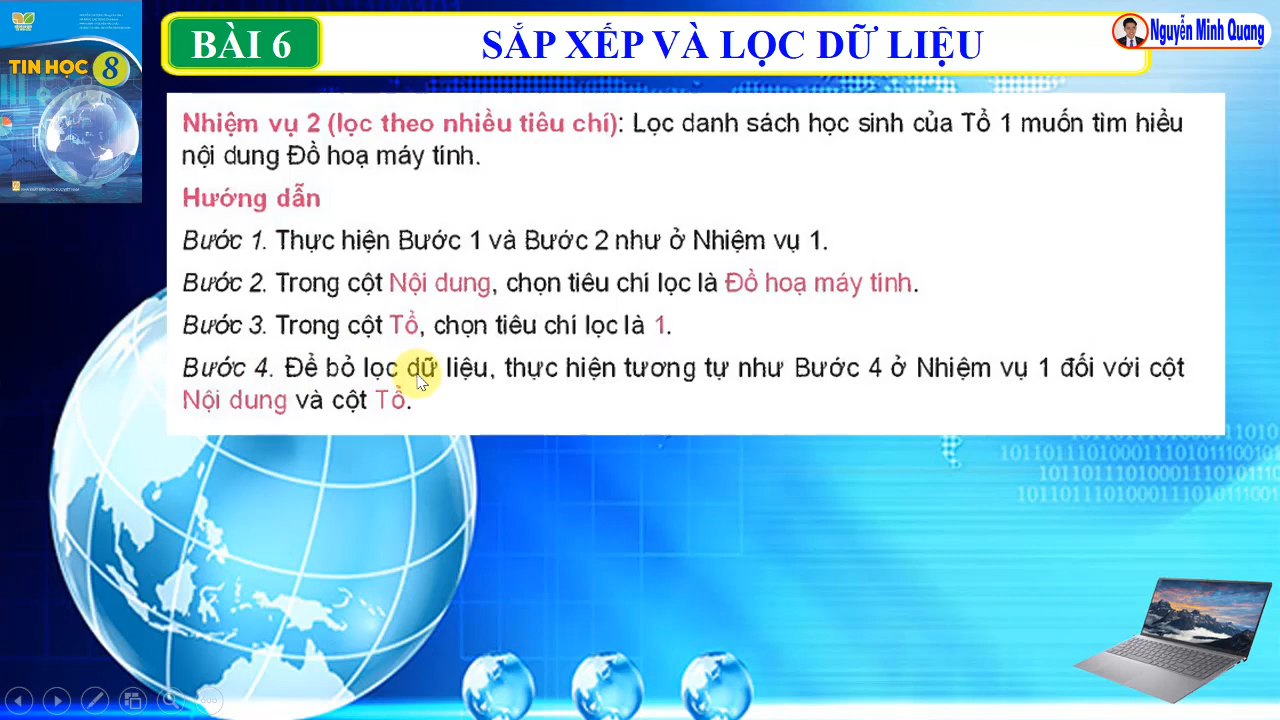 TIN HỌC 8
BÀI 6
SẮP XẾP VÀ LỌC DỮ LIỆU
Nguyễn Minh Quang
Nhiệm vụ 2 (lọc theo nhiều tiêu chí): Lọc danh sách học sinh của Tổ 1 muốn tìm hiểu
nội dung Đồ hoạ máy tính.
Hướng dẫn
Bước 1. Thực hiện Bước 1 và Bước 2 như ở Nhiệm vụ 1.
Bước 2. Trong cột Nội dung, chọn tiêu chí lọc là Đồ hoạ máy tính.
Bước 3. Trong cột Tổ, chọn tiêu chí lọc là 1.
Bước 4. Để bỏ lọc dữ liệu, thực hiện tương tự như Bước 4 ở Nhiệm vụ 1 đối với cột
Nội dung và cột Tổ.